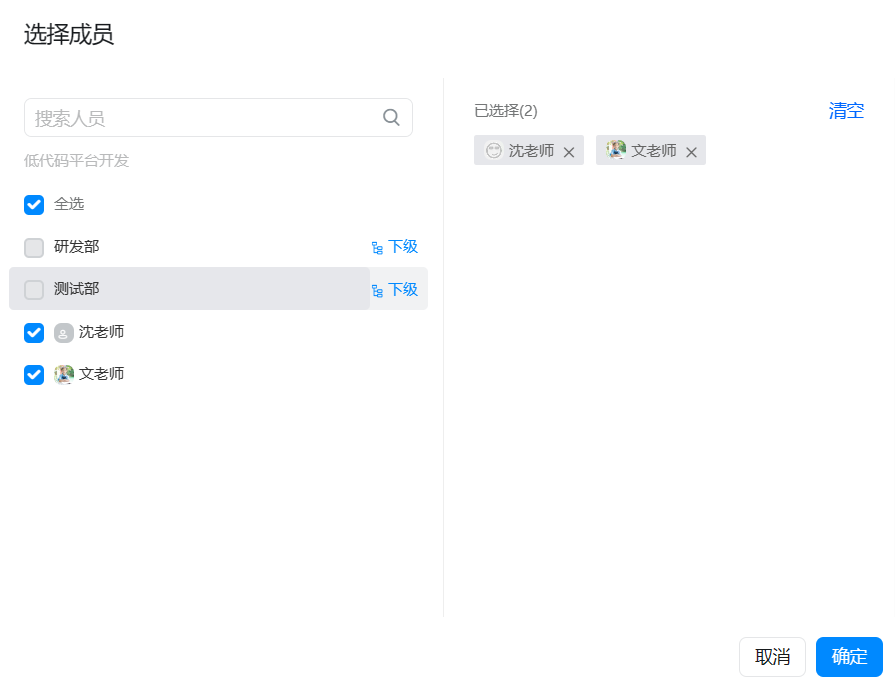 选择成员
搜索人员
低代码平台开发
全选
研发部 下级
测试部 下级
沈老师
文老师
已选择(2) 清空
沈老师 文老师
取消 确定